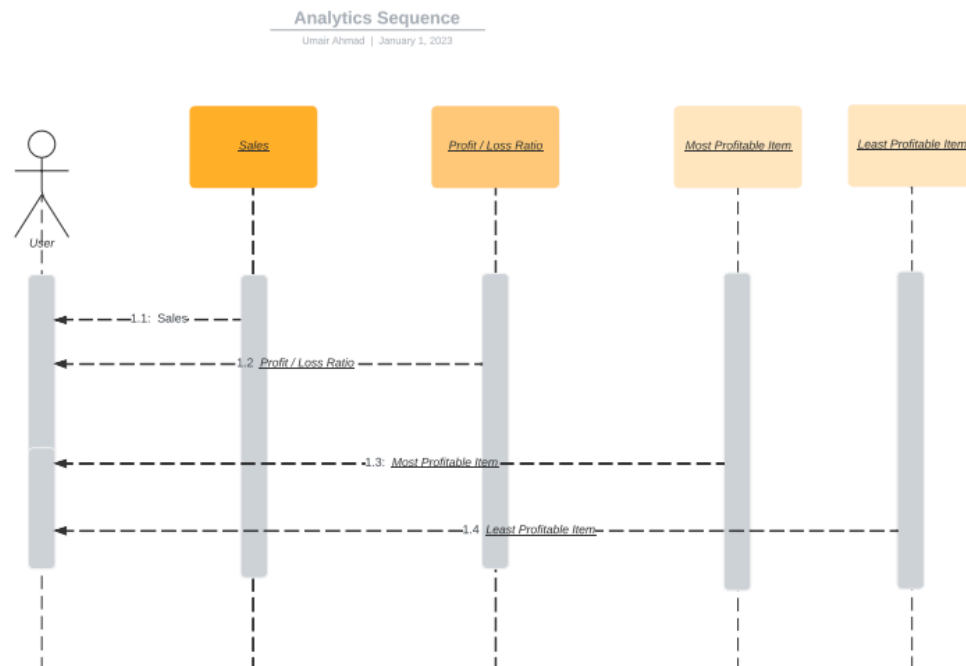 Analytics Sequence
Umair Ahmad | January 1, 2023
Sales
Profit / Loss Ratio
Most Profitable Item
Least Profitable Item
User
1.1: Sales
1.2 Profit / Loss Ratio
1.3: Most Profitable Item
1.4 Least Profitable Item